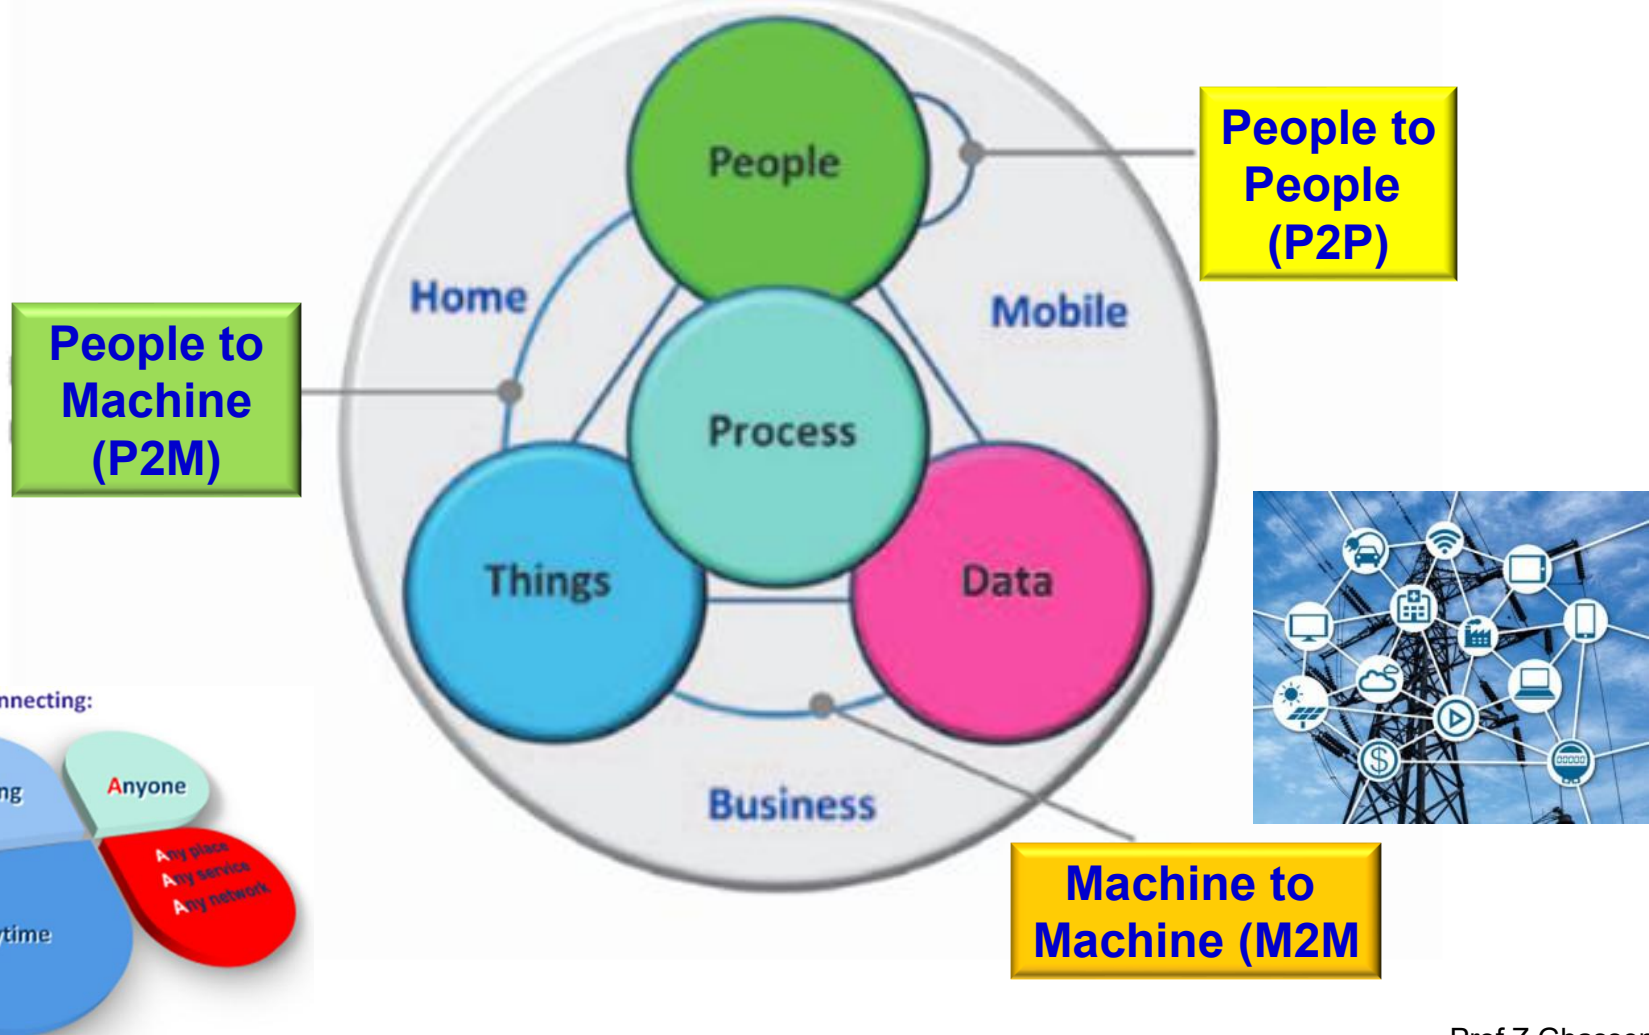 People
People to
People
(P2P)
Home
Mobile
People to
Machine
(P2M)
Process
Things
Data
nnecting:
ng
Anyone
Any place
Any service
Any network
time
Business
$
Machine to
Machine (M2M